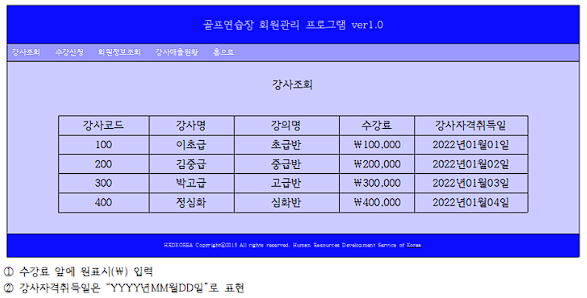 골프연습장 회원관리 프로그램 ver1.0
강사조회 수강신청 회원정보조회 강사매출현황 홈으로
강사조회
강사코드 강사명 강의명 수강료 강사자격취득일
100 이초급 초급반 ₩100,000 2022년01월01일
200 김중급 중급반 ₩200,000 2022년01월02일
300 박고급 고급반 ₩300,000 2022년01월03일
400 정심화 심화반 ₩400,000 2022년01월04일
HRDKOREA Copyright©2015 All rights reserved. Human Resources Development Service of Korea
① 수강료 앞에 원표시(₩) 입력
② 강사자격취득일은 “YYYY년MM월DD일”로 표현